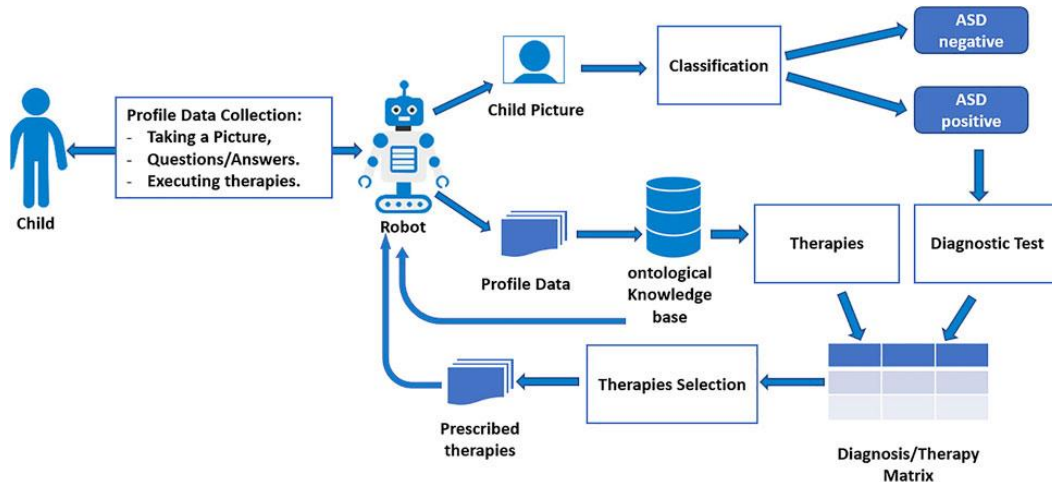 ASD
negative
Classification
Child Picture
ASD
positive
Profile Data Collection:
- Taking a Picture,
- Questions/Answers.
- Executing therapies.
Child
Robot
Therapies
Diagnostic Test
Profile Data
ontological
Knowledge
base
Therapies Selection
Prescribed
therapies
Diagnosis/Therapy
Matrix